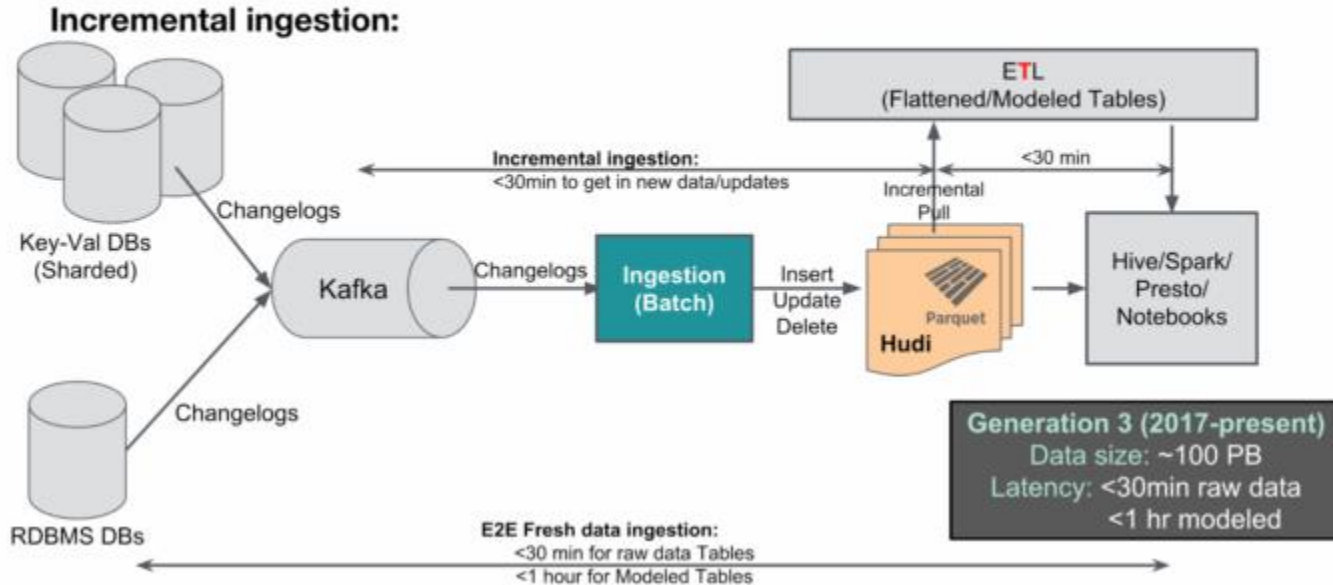 Incremental ingestion:
ETL
(Flattened/Modeled Tables)
Incremental ingestion:
<30min to get in new data/updates
<30 min
Incremental
Pull
Changelogs
Key-Val DBs
(Sharded)
Kafka
Changelogs
Ingestion
(Batch)
Insert
Update
Delete
Parquet
Hudi
Hive/Spark/
Presto/
Notebooks
Changelogs
RDBMS DBs
Generation 3 (2017-present)
Data size: ~100 PB
Latency: <30min raw data
<1 hr modeled
E2E Fresh data ingestion:
<30 min for raw data Tables
<1 hour for Modeled Tables